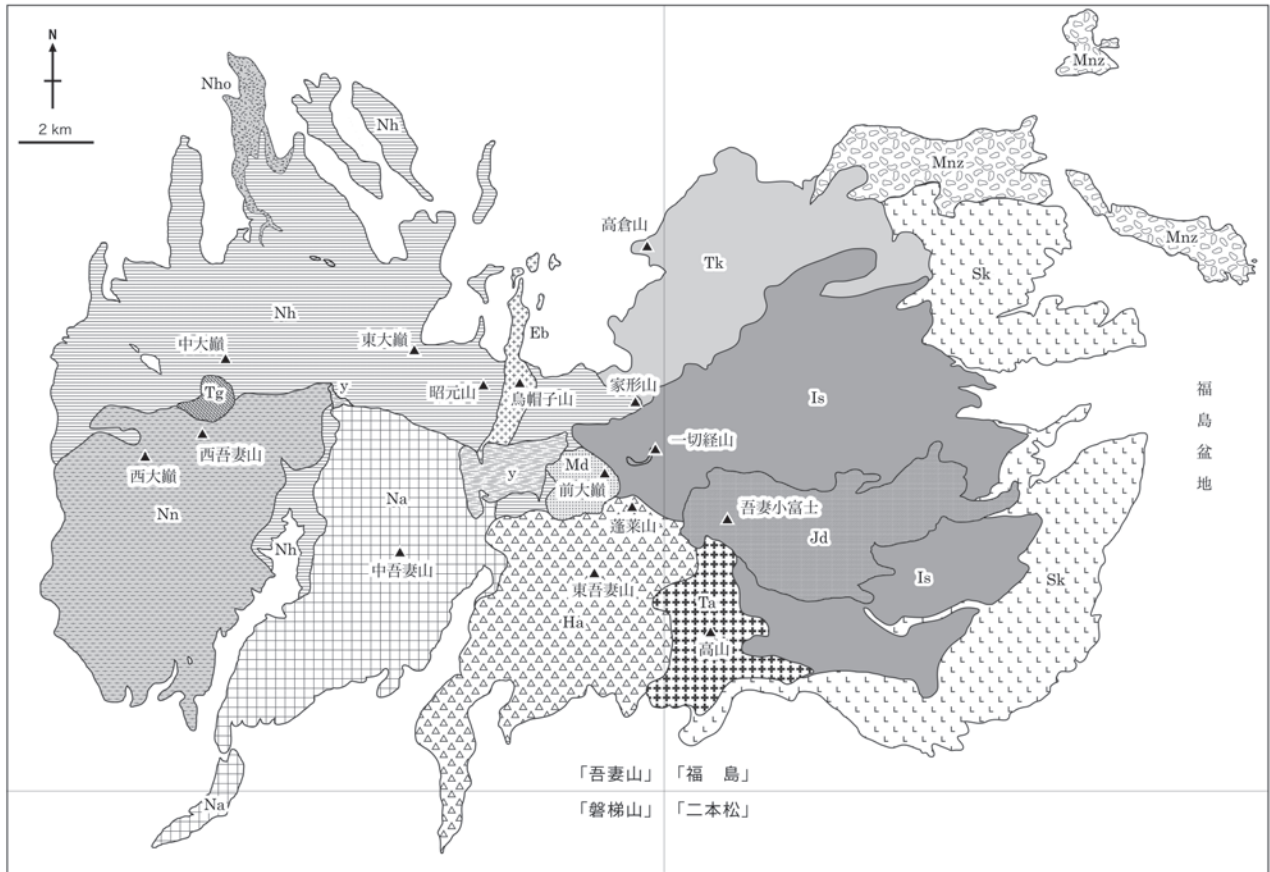 N
2 km
Nho
Nh
Mnz
Mnz
Mnz
高倉山
Tk
Sk
Nh
Eb
中大巓
東大巓
Tg
y
昭元山
烏帽子山
家形山
Is
福島盆地
西吾妻山
西大巓
一切経山
Na
y
Md
前大巓
Nn
蓬莱山
吾妻小富士
Jd
Nh
中吾妻山
東吾妻山
Is
Sk
Ta
Ha
高山
「吾妻山」
「福 島」
「磐梯山」
「二本松」
Na